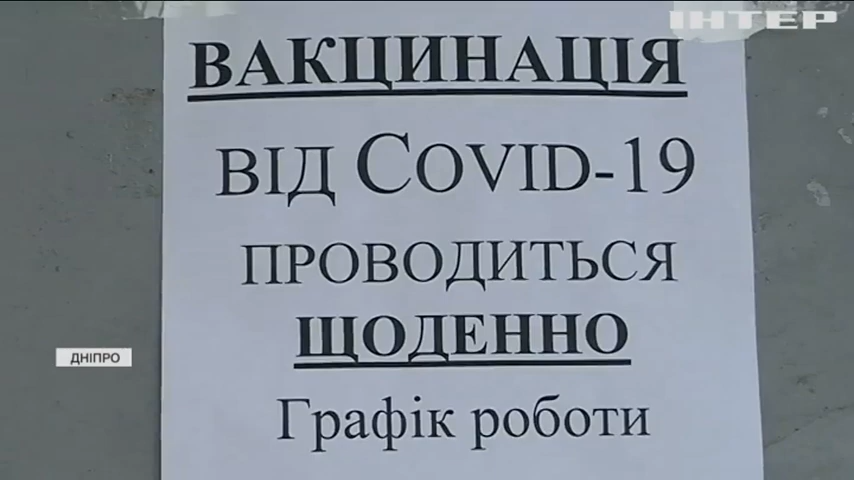 ІНТЕР
ВАКЦИНАЦІЯ
ВІД COVID-19
ПРОВОДИТЬСЯ
ЩОДЕННО
ДНІПРО
Графік роботи